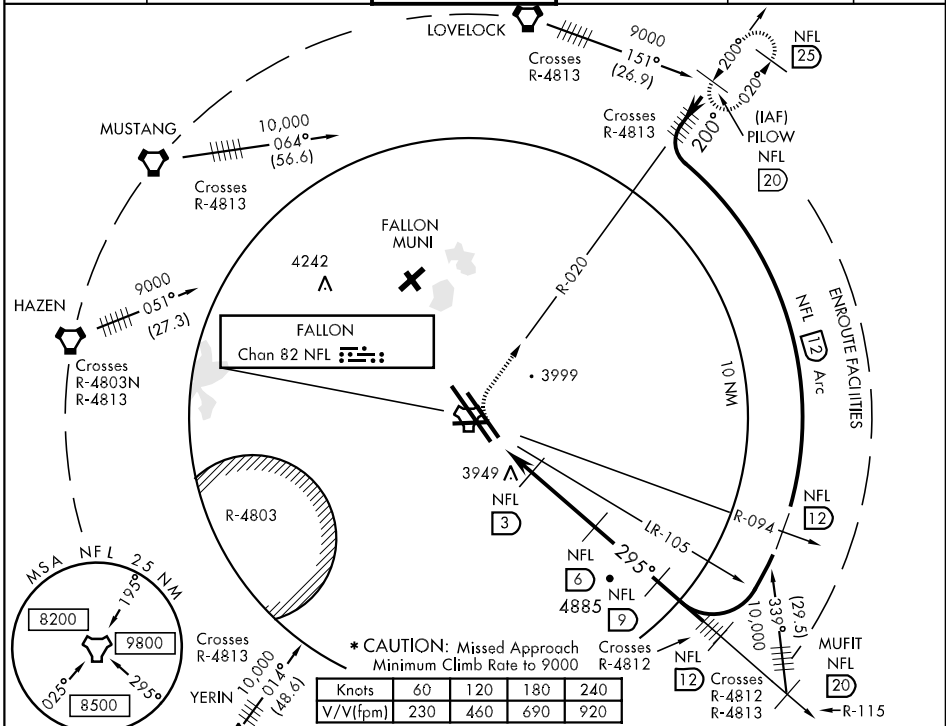 LOVELOCK
9000
151°
(26.9)
Crosses
R-4813
200°
020°
NFL
25
Crosses
R-4813
200°
(IAF)
PILOW
NFL
20
MUSTANG
10,000
064°
(56.6)
Crosses
R-4813
FALLON
MUNI
4242
R-020
HAZEN
9000
051°
(27.3)
Crosses
R-4803N
R-4813
FALLON
Chan 82 NFL
3999
10 NM
NFL
12
Arc
ENROUTE FACILITIES
3949
NFL
3
R-4803
R-094
NFL
12
LR-105
295°
NFL
6
4885
NFL
9
MSA NFL 25 NM
195°
8200
9800
025°
295°
8500
Crosses
R-4813
YERIN
10,000
014°
(48.6)
* CAUTION: Missed Approach
Minimum Climb Rate to 9000
Knots 60 120 180 240
V/V(fpm) 230 460 690 920
Crosses
R-4812
NFL
12
Crosses
R-4812
R-4813
10,000
339°
(29.5)
MUFIT
NFL
20
R-115